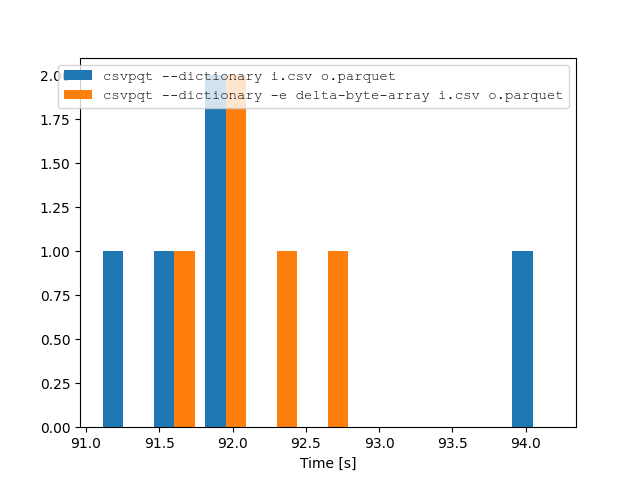 csvpqt --dictionary i.csv o.parquet
csvpqt --dictionary -e delta-byte-array i.csv o.parquet
2.00
1.75
1.50
1.25
1.00
0.75
0.50
0.25
0.00
91.0 91.5 92.0 92.5 93.0 93.5 94.0
Time [s]